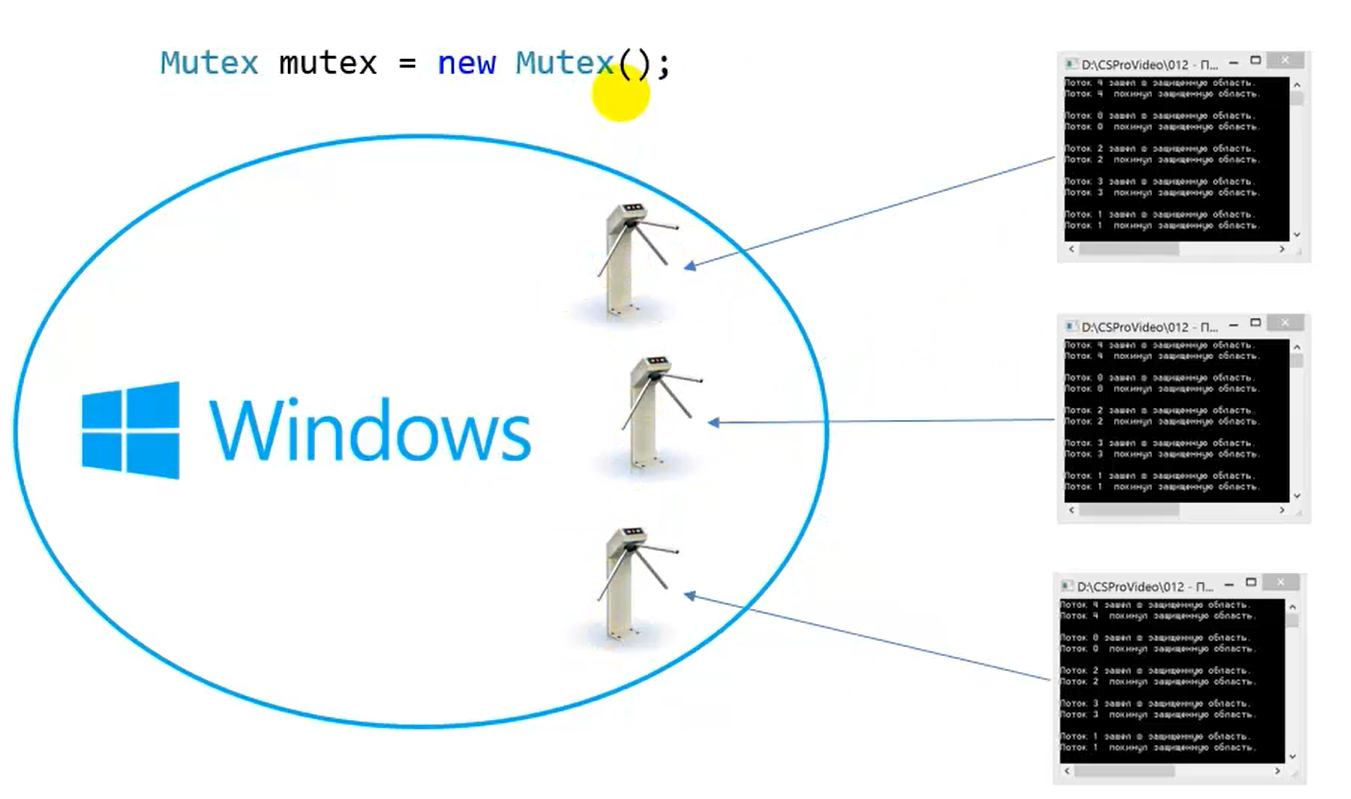 Mutex mutex = new Mutex();
D:\CSProVideo\012 - П...
Поток 4 зашел в защищенную область.
Поток 4  покинул защищенную область.
Поток 0 зашел в защищенную область.
Поток 0  покинул защищенную область.
Поток 2 зашел в защищенную область.
Поток 2  покинул защищенную область.
Поток 3 зашел в защищенную область.
Поток 3  покинул защищенную область.
Поток 1 зашел в защищенную область.
Поток 1  покинул защищенную область.
Windows
D:\CSProVideo\012 - П...
Поток 4 зашел в защищенную область.
Поток 4  покинул защищенную область.
Поток 0 зашел в защищенную область.
Поток 0  покинул защищенную область.
Поток 2 зашел в защищенную область.
Поток 2  покинул защищенную область.
Поток 3 зашел в защищенную область.
Поток 3  покинул защищенную область.
Поток 1 зашел в защищенную область.
Поток 1  покинул защищенную область.
D:\CSProVideo\012 - П...
Поток 4 зашел в защищенную область.
Поток 4  покинул защищенную область.
Поток 0 зашел в защищенную область.
Поток 0  покинул защищенную область.
Поток 2 зашел в защищенную область.
Поток 2  покинул защищенную область.
Поток 3 зашел в защищенную область.
Поток 3  покинул защищенную область.
Поток 1 зашел в защищенную область.
Поток 1  покинул защищенную область.